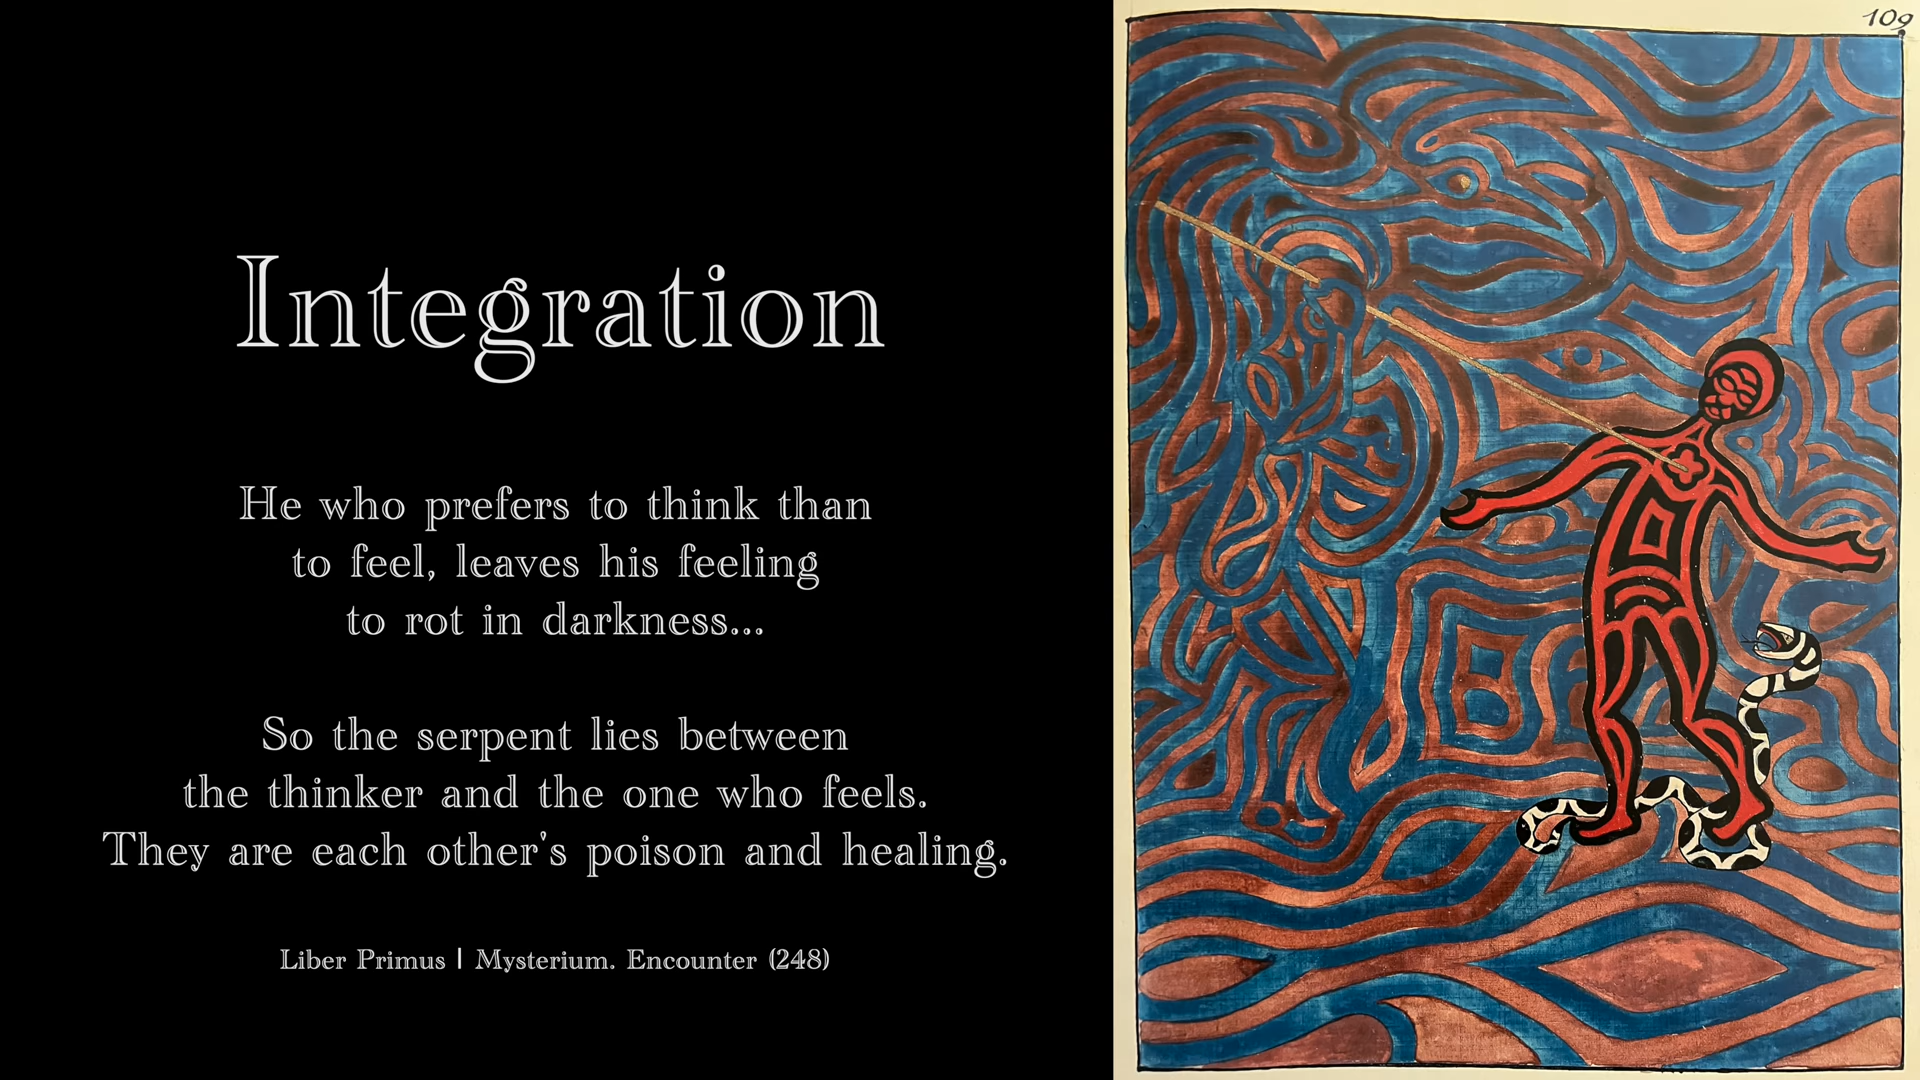 Integration
He who prefers to think than
to feel, leaves his feeling
to rot in darkness...
So the serpent lies between
the thinker and the one who feels.
They are each other's poison and healing.
Liber Primus | Mysterium. Encounter (248)
109